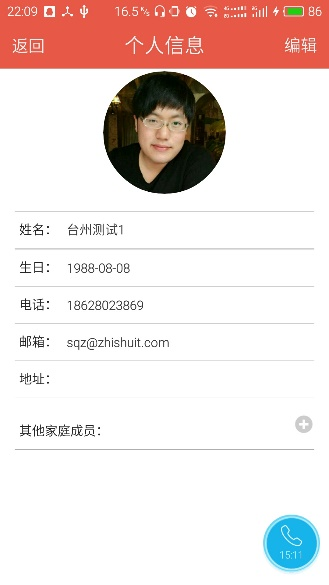 22:09 16.5 K/s 4G 2G 86
返回 个人信息 编辑
姓名： 台州测试1
生日： 1988-08-08
电话： 18628023869
邮箱： sqz@zhishuit.com
地址：
其他家庭成员：
15:11